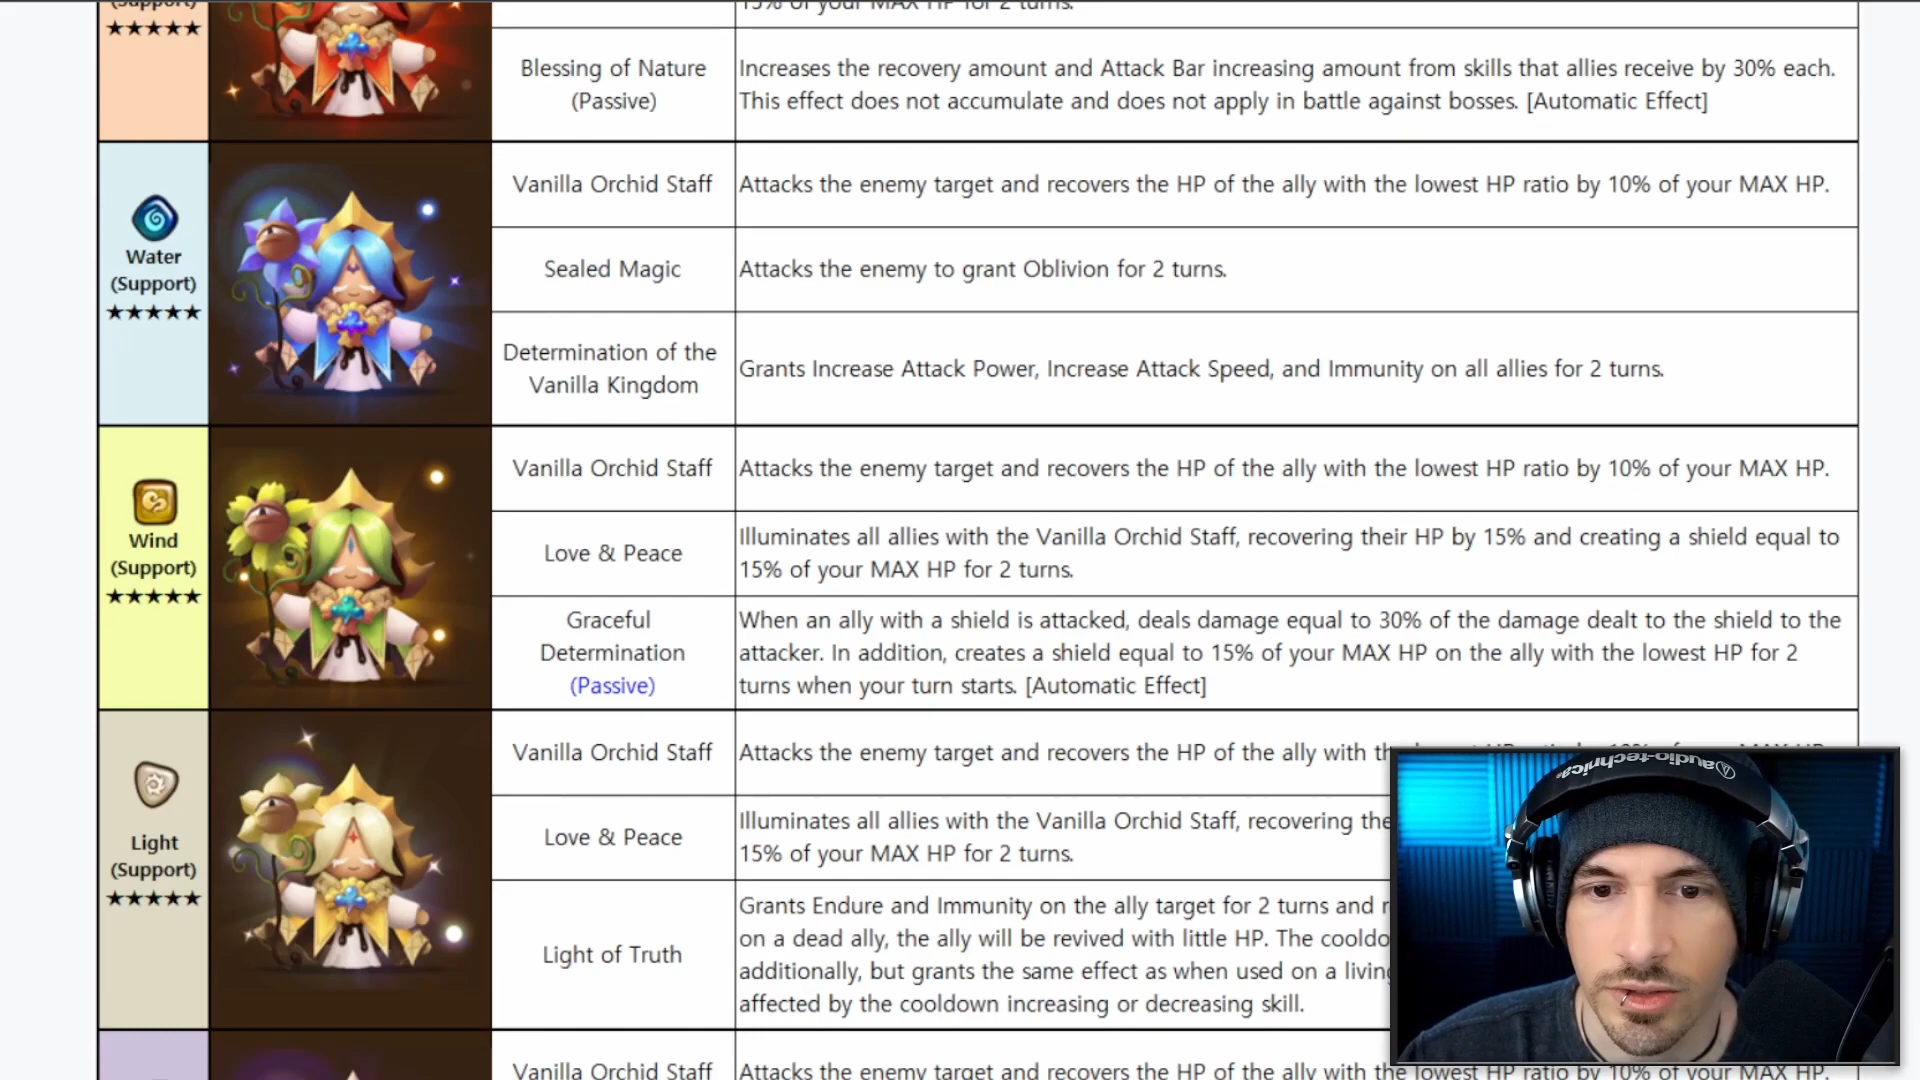 ★★★★★
Blessing of Nature
(Passive)
Increases the recovery amount and Attack Bar increasing amount from skills that allies receive by 30% each.
This effect does not accumulate and does not apply in battle against bosses. [Automatic Effect]
Water
(Support)
★★★★★
Vanilla Orchid Staff
Attacks the enemy target and recovers the HP of the ally with the lowest HP ratio by 10% of your MAX HP.
Sealed Magic
Attacks the enemy to grant Oblivion for 2 turns.
Determination of the
Vanilla Kingdom
Grants Increase Attack Power, Increase Attack Speed, and Immunity on all allies for 2 turns.
Wind
(Support)
★★★★★
Vanilla Orchid Staff
Attacks the enemy target and recovers the HP of the ally with the lowest HP ratio by 10% of your MAX HP.
Love & Peace
Illuminates all allies with the Vanilla Orchid Staff, recovering their HP by 15% and creating a shield equal to
15% of your MAX HP for 2 turns.
Graceful
Determination
(Passive)
When an ally with a shield is attacked, deals damage equal to 30% of the damage dealt to the shield to the
attacker. In addition, creates a shield equal to 15% of your MAX HP on the ally with the lowest HP for 2
turns when your turn starts. [Automatic Effect]
Light
(Support)
★★★★★
Vanilla Orchid Staff
Attacks the enemy target and recovers the HP of the ally with
Love & Peace
Illuminates all allies with the Vanilla Orchid Staff, recovering
15% of your MAX HP for 2 turns.
Light of Truth
Grants Endure and Immunity on the ally target for 2 turns and
on a dead ally, the ally will be revived with little HP. The
additionally, but grants the same effect as when used on a
affected by the cooldown increasing or decreasing skill.
Vanilla Orchid Staff
Attacks the enemy target and recovers the HP of the ally with the lowest HP ratio by 10% of your MAX HP.
audio-technica